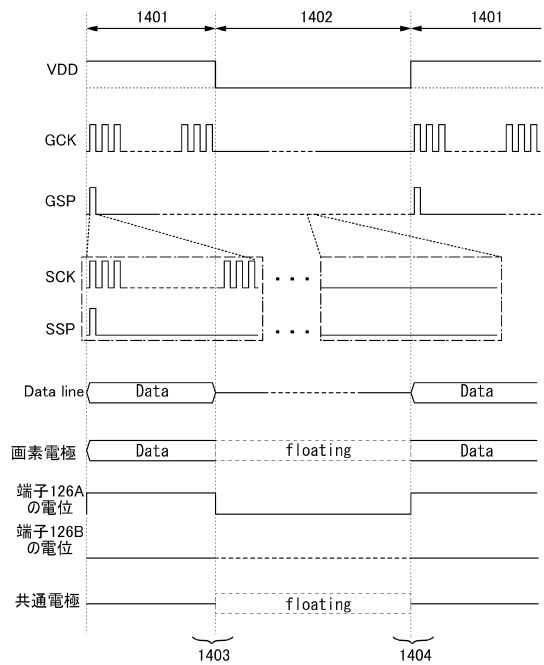 1401 1402 1401
VDD
GCK
GSP
SCK
SSP
Data line Data Data
画素電極 Data floating Data
端子126A
の電位
端子126B
の電位
共通電極 floating
1403 1404